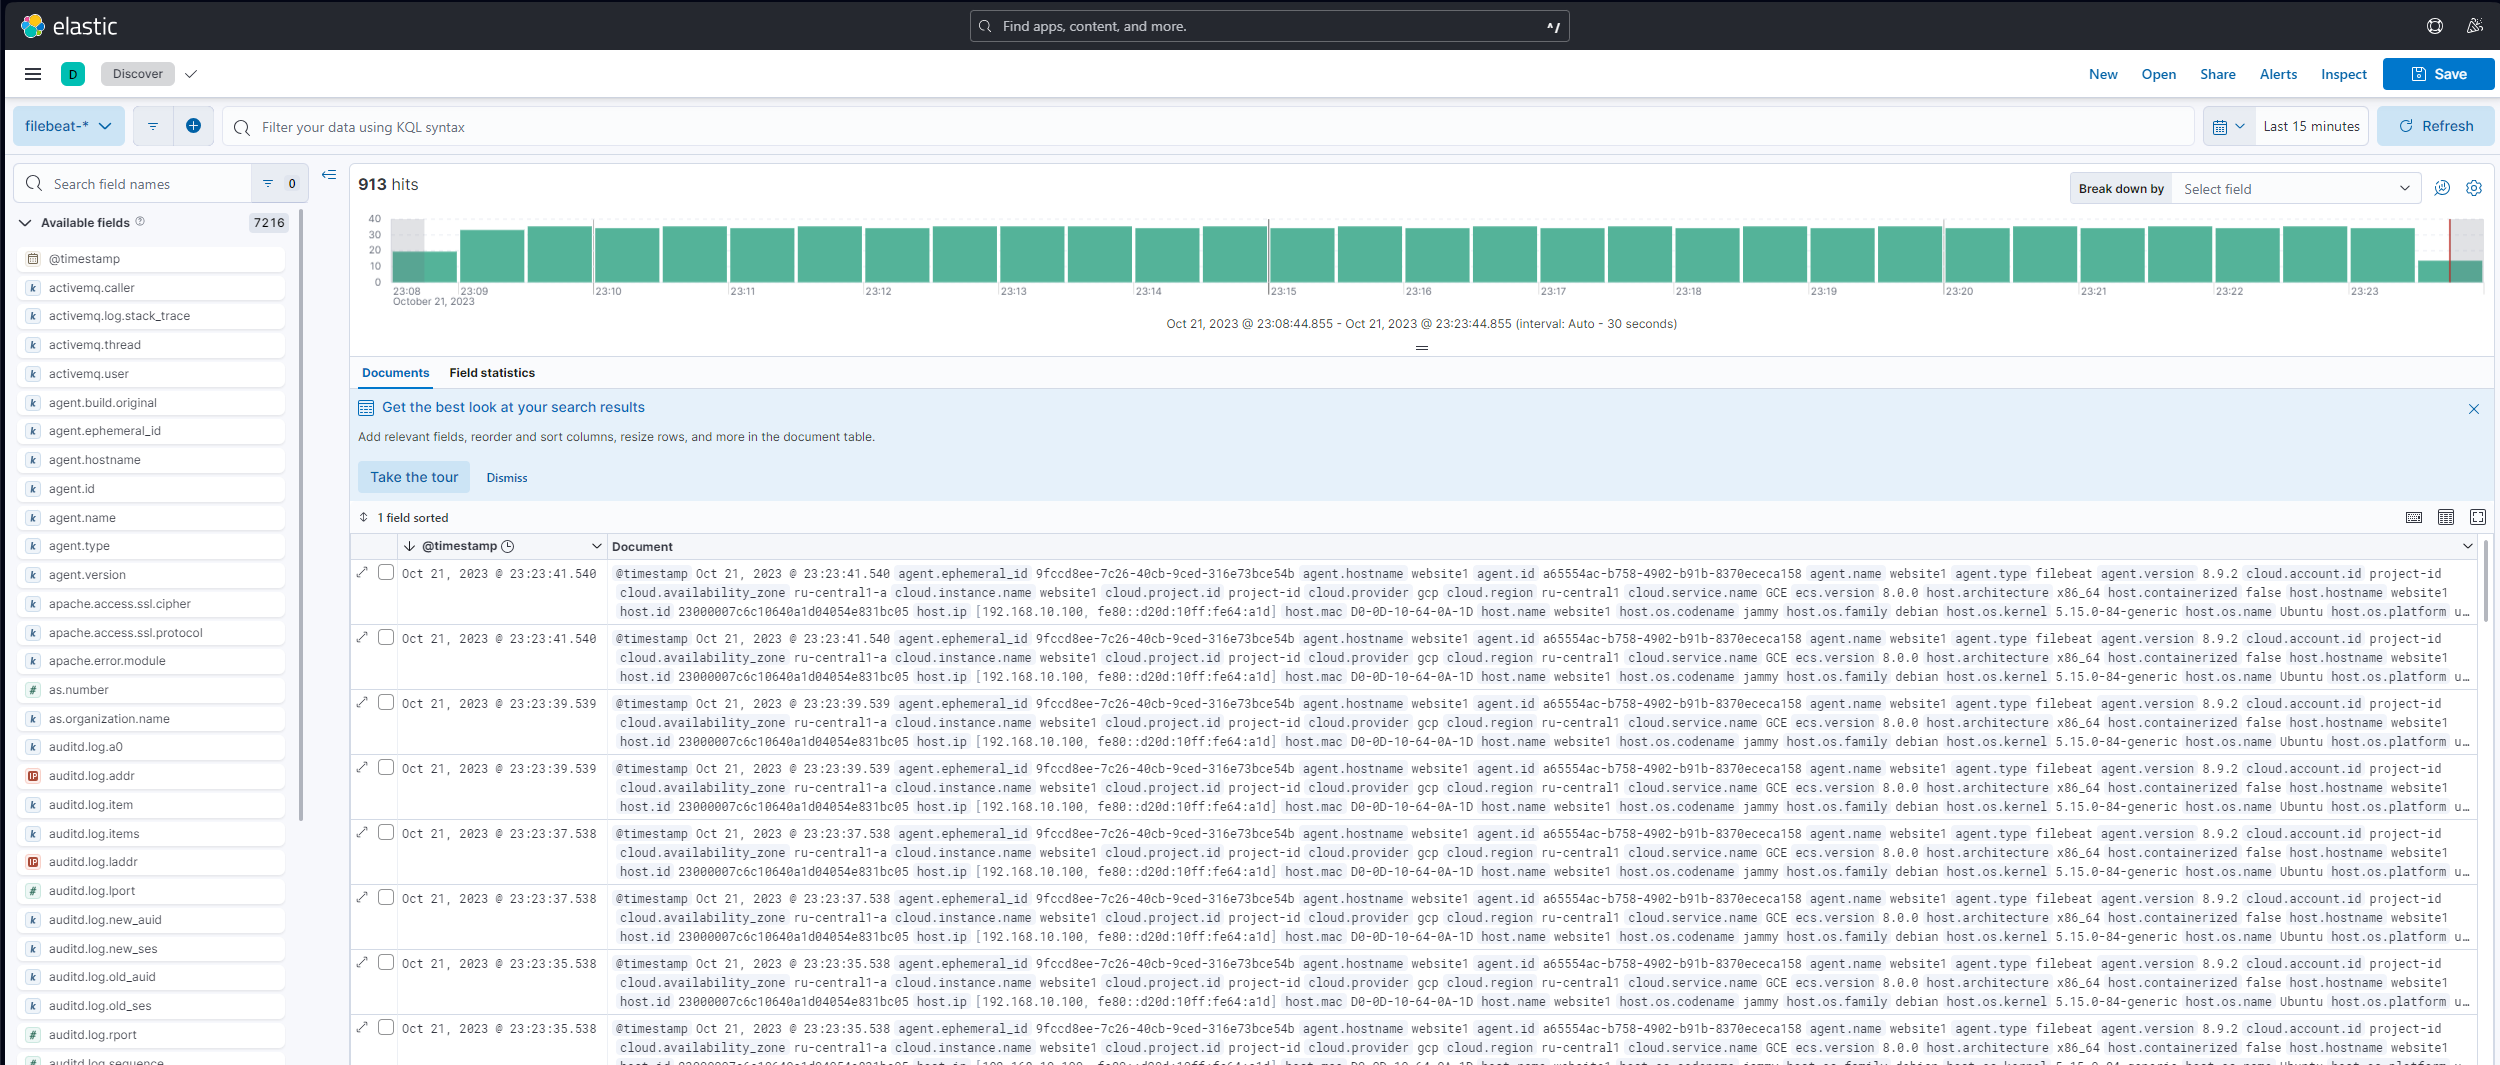 elastic
Find apps, content, and more.
^/
D
Discover
New
Open
Share
Alerts
Inspect
Save
filebeat-*
Filter your data using KQL syntax
Last 15 minutes
Refresh
Search field names
0
Available fields
7216
@timestamp
k activemq.caller
k activemq.log.stack_trace
k activemq.thread
k activemq.user
k agent.build.original
k agent.ephemeral_id
k agent.hostname
k agent.id
k agent.name
k agent.type
k agent.version
k apache.access.ssl.cipher
k apache.access.ssl.protocol
k apache.error.module
# as.number
k as.organization.name
k auditd.log.a0
IP auditd.log.addr
k auditd.log.item
k auditd.log.items
IP auditd.log.laddr
# auditd.log.lport
k auditd.log.new_auid
k auditd.log.new_ses
k auditd.log.old_auid
k auditd.log.old_ses
# auditd.log.rport
# auditd.log.sequence
913 hits
Break down by
Select field
40
30
20
10
0
23:08
October 21, 2023
23:09
23:10
23:11
23:12
23:13
23:14
23:15
23:16
23:17
23:18
23:19
23:20
23:21
23:22
23:23
Oct 21, 2023 @ 23:08:44.855 - Oct 21, 2023 @ 23:23:44.855 (interval: Auto - 30 seconds)
Documents
Field statistics
Get the best look at your search results
Add relevant fields, reorder and sort columns, resize rows, and more in the document table.
Take the tour
Dismiss
1 field sorted
@timestamp
Document
Oct 21, 2023 @ 23:23:41.540 @timestamp Oct 21, 2023 @ 23:23:41.540 agent.ephemeral_id 9fccd8ee-7c26-40cb-9ced-316e73bce54b agent.hostname website1 agent.id a65554ac-b758-4902-b91b-8370ececa158 agent.name website1 agent.type filebeat agent.version 8.9.2 cloud.account.id project-id
cloud.availability_zone ru-central1-a cloud.instance.name website1 cloud.project.id project-id cloud.provider gcp cloud.region ru-central1 cloud.service.name GCE ecs.version 8.0.0 host.architecture x86_64 host.containerized false host.hostname website1
host.id 23000007c6c10640a1d04054e831bc05 host.ip [192.168.10.100, fe80::d20d:10ff:fe64:a1d] host.mac D0-0D-10-64-0A-1D host.name website1 host.os.codename jammy host.os.family debian host.os.kernel 5.15.0-84-generic host.os.name Ubuntu host.os.platform u…
Oct 21, 2023 @ 23:23:41.540 @timestamp Oct 21, 2023 @ 23:23:41.540 agent.ephemeral_id 9fccd8ee-7c26-40cb-9ced-316e73bce54b agent.hostname website1 agent.id a65554ac-b758-4902-b91b-8370ececa158 agent.name website1 agent.type filebeat agent.version 8.9.2 cloud.account.id project-id
cloud.availability_zone ru-central1-a cloud.instance.name website1 cloud.project.id project-id cloud.provider gcp cloud.region ru-central1 cloud.service.name GCE ecs.version 8.0.0 host.architecture x86_64 host.containerized false host.hostname website1
host.id 23000007c6c10640a1d04054e831bc05 host.ip [192.168.10.100, fe80::d20d:10ff:fe64:a1d] host.mac D0-0D-10-64-0A-1D host.name website1 host.os.codename jammy host.os.family debian host.os.kernel 5.15.0-84-generic host.os.name Ubuntu host.os.platform u…
Oct 21, 2023 @ 23:23:39.539 @timestamp Oct 21, 2023 @ 23:23:39.539 agent.ephemeral_id 9fccd8ee-7c26-40cb-9ced-316e73bce54b agent.hostname website1 agent.id a65554ac-b758-4902-b91b-8370ececa158 agent.name website1 agent.type filebeat agent.version 8.9.2 cloud.account.id project-id
cloud.availability_zone ru-central1-a cloud.instance.name website1 cloud.project.id project-id cloud.provider gcp cloud.region ru-central1 cloud.service.name GCE ecs.version 8.0.0 host.architecture x86_64 host.containerized false host.hostname website1
host.id 23000007c6c10640a1d04054e831bc05 host.ip [192.168.10.100, fe80::d20d:10ff:fe64:a1d] host.mac D0-0D-10-64-0A-1D host.name website1 host.os.codename jammy host.os.family debian host.os.kernel 5.15.0-84-generic host.os.name Ubuntu host.os.platform u…
Oct 21, 2023 @ 23:23:39.539 @timestamp Oct 21, 2023 @ 23:23:39.539 agent.ephemeral_id 9fccd8ee-7c26-40cb-9ced-316e73bce54b agent.hostname website1 agent.id a65554ac-b758-4902-b91b-8370ececa158 agent.name website1 agent.type filebeat agent.version 8.9.2 cloud.account.id project-id
cloud.availability_zone ru-central1-a cloud.instance.name website1 cloud.project.id project-id cloud.provider gcp cloud.region ru-central1 cloud.service.name GCE ecs.version 8.0.0 host.architecture x86_64 host.containerized false host.hostname website1
host.id 23000007c6c10640a1d04054e831bc05 host.ip [192.168.10.100, fe80::d20d:10ff:fe64:a1d] host.mac D0-0D-10-64-0A-1D host.name website1 host.os.codename jammy host.os.family debian host.os.kernel 5.15.0-84-generic host.os.name Ubuntu host.os.platform u…
Oct 21, 2023 @ 23:23:37.538 @timestamp Oct 21, 2023 @ 23:23:37.538 agent.ephemeral_id 9fccd8ee-7c26-40cb-9ced-316e73bce54b agent.hostname website1 agent.id a65554ac-b758-4902-b91b-8370ececa158 agent.name website1 agent.type filebeat agent.version 8.9.2 cloud.account.id project-id
cloud.availability_zone ru-central1-a cloud.instance.name website1 cloud.project.id project-id cloud.provider gcp cloud.region ru-central1 cloud.service.name GCE ecs.version 8.0.0 host.architecture x86_64 host.containerized false host.hostname website1
host.id 23000007c6c10640a1d04054e831bc05 host.ip [192.168.10.100, fe80::d20d:10ff:fe64:a1d] host.mac D0-0D-10-64-0A-1D host.name website1 host.os.codename jammy host.os.family debian host.os.kernel 5.15.0-84-generic host.os.name Ubuntu host.os.platform u…
Oct 21, 2023 @ 23:23:37.538 @timestamp Oct 21, 2023 @ 23:23:37.538 agent.ephemeral_id 9fccd8ee-7c26-40cb-9ced-316e73bce54b agent.hostname website1 agent.id a65554ac-b758-4902-b91b-8370ececa158 agent.name website1 agent.type filebeat agent.version 8.9.2 cloud.account.id project-id
cloud.availability_zone ru-central1-a cloud.instance.name website1 cloud.project.id project-id cloud.provider gcp cloud.region ru-central1 cloud.service.name GCE ecs.version 8.0.0 host.architecture x86_64 host.containerized false host.hostname website1
host.id 23000007c6c10640a1d04054e831bc05 host.ip [192.168.10.100, fe80::d20d:10ff:fe64:a1d] host.mac D0-0D-10-64-0A-1D host.name website1 host.os.codename jammy host.os.family debian host.os.kernel 5.15.0-84-generic host.os.name Ubuntu host.os.platform u…
Oct 21, 2023 @ 23:23:35.538 @timestamp Oct 21, 2023 @ 23:23:35.538 agent.ephemeral_id 9fccd8ee-7c26-40cb-9ced-316e73bce54b agent.hostname website1 agent.id a65554ac-b758-4902-b91b-8370ececa158 agent.name website1 agent.type filebeat agent.version 8.9.2 cloud.account.id project-id
cloud.availability_zone ru-central1-a cloud.instance.name website1 cloud.project.id project-id cloud.provider gcp cloud.region ru-central1 cloud.service.name GCE ecs.version 8.0.0 host.architecture x86_64 host.containerized false host.hostname website1
host.id 23000007c6c10640a1d04054e831bc05 host.ip [192.168.10.100, fe80::d20d:10ff:fe64:a1d] host.mac D0-0D-10-64-0A-1D host.name website1 host.os.codename jammy host.os.family debian host.os.kernel 5.15.0-84-generic host.os.name Ubuntu host.os.platform u…
Oct 21, 2023 @ 23:23:35.538 @timestamp Oct 21, 2023 @ 23:23:35.538 agent.ephemeral_id 9fccd8ee-7c26-40cb-9ced-316e73bce54b agent.hostname website1 agent.id a65554ac-b758-4902-b91b-8370ececa158 agent.name website1 agent.type filebeat agent.version 8.9.2 cloud.account.id project-id
cloud.availability_zone ru-central1-a cloud.instance.name website1 cloud.project.id project-id cloud.provider gcp cloud.region ru-central1 cloud.service.name GCE ecs.version 8.0.0 host.architecture x86_64 host.containerized false host.hostname website1